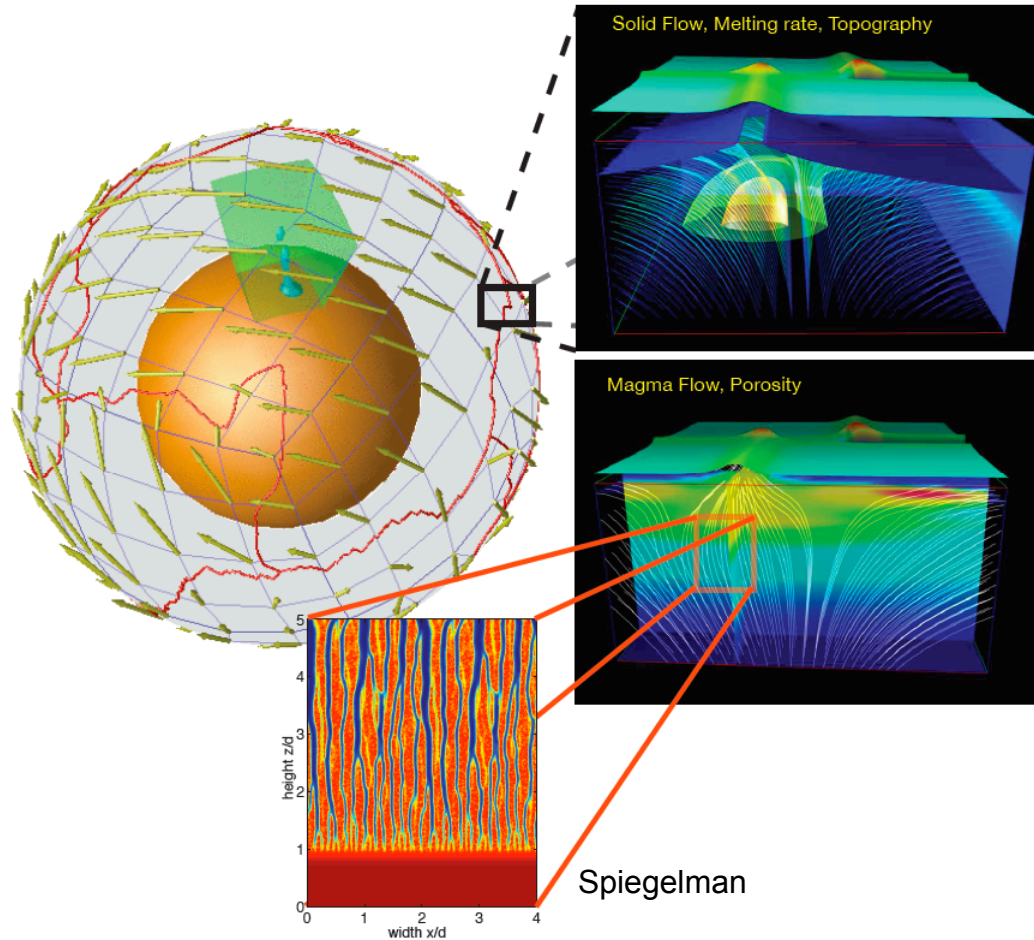 Solid Flow, Melting rate, Topography
Magma Flow, Porosity
5
4
3
2
1
0
height z/d
0 1 2 3 4
width x/d
Spiegelman